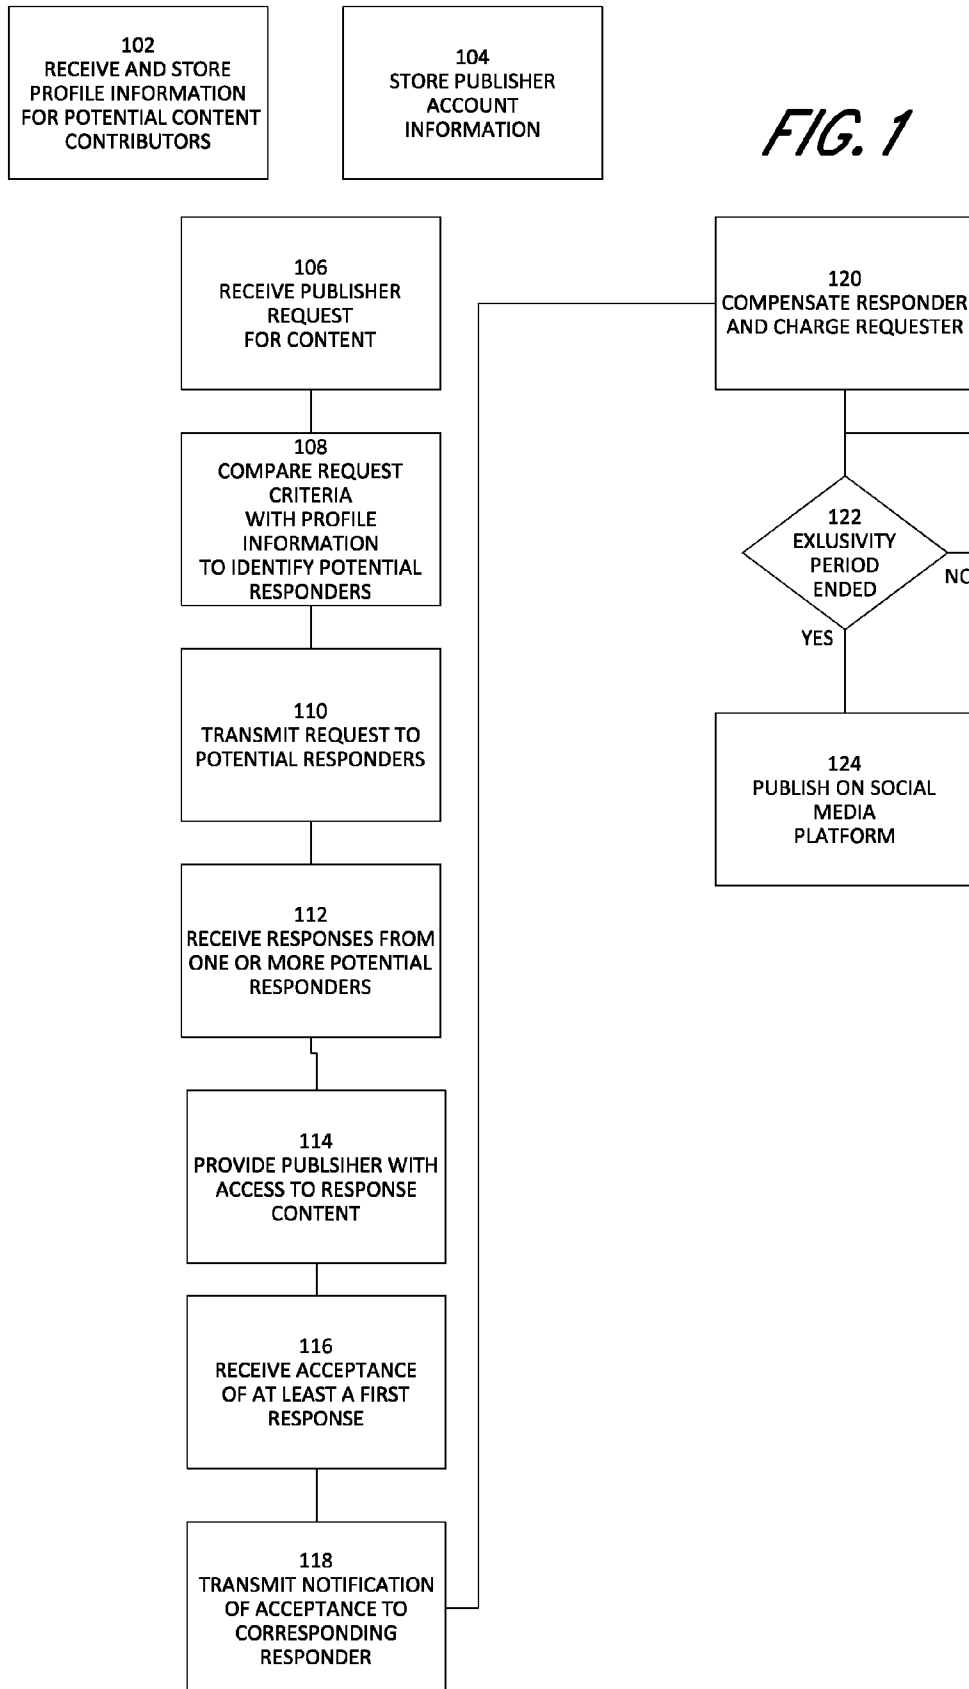 102
RECEIVE AND STORE
PROFILE INFORMATION
FOR POTENTIAL CONTENT
CONTRIBUTORS
104
STORE PUBLISHER
ACCOUNT
INFORMATION
FIG. 1
106
RECEIVE PUBLISHER
REQUEST
FOR CONTENT
108
COMPARE REQUEST
CRITERIA
WITH PROFILE
INFORMATION
TO IDENTIFY POTENTIAL
RESPONDERS
110
TRANSMIT REQUEST TO
POTENTIAL RESPONDERS
112
RECEIVE RESPONSES FROM
ONE OR MORE POTENTIAL
RESPONDERS
114
PROVIDE PUBLSIHER WITH
ACCESS TO RESPONSE
CONTENT
116
RECEIVE ACCEPTANCE
OF AT LEAST A FIRST
RESPONSE
118
TRANSMIT NOTIFICATION
OF ACCEPTANCE TO
CORRESPONDING
RESPONDER
120
COMPENSATE RESPONDER
AND CHARGE REQUESTER
122
EXLUSIVITY
PERIOD
ENDED
NO
YES
124
PUBLISH ON SOCIAL
MEDIA
PLATFORM